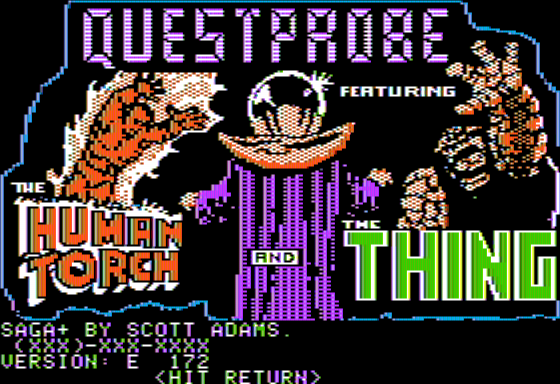 QUESTPROBE
FEATURING
THE
HUMAN
TORCH
AND
THE
THING
SAGA+ BY SCOTT ADAMS.
(XXX)-XXX-XXXX
VERSION: E 172
<HIT RETURN>